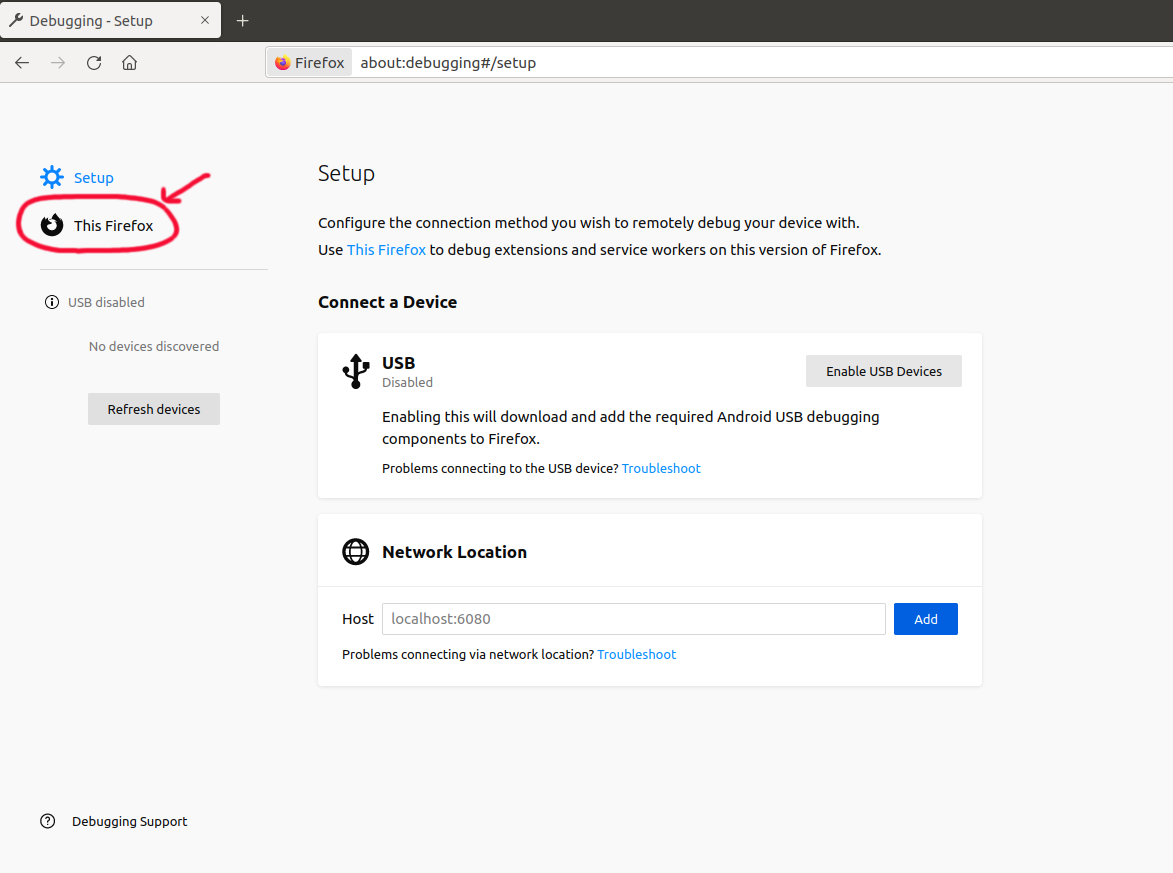 Debugging - Setup
Firefox about:debugging#/setup
Setup
This Firefox
USB disabled
No devices discovered
Refresh devices
Setup
Configure the connection method you wish to remotely debug your device with.
Use This Firefox to debug extensions and service workers on this version of Firefox.
Connect a Device
USB
Disabled
Enable USB Devices
Enabling this will download and add the required Android USB debugging
components to Firefox.
Problems connecting to the USB device? Troubleshoot
Network Location
Host localhost:6080 Add
Problems connecting via network location? Troubleshoot
Debugging Support